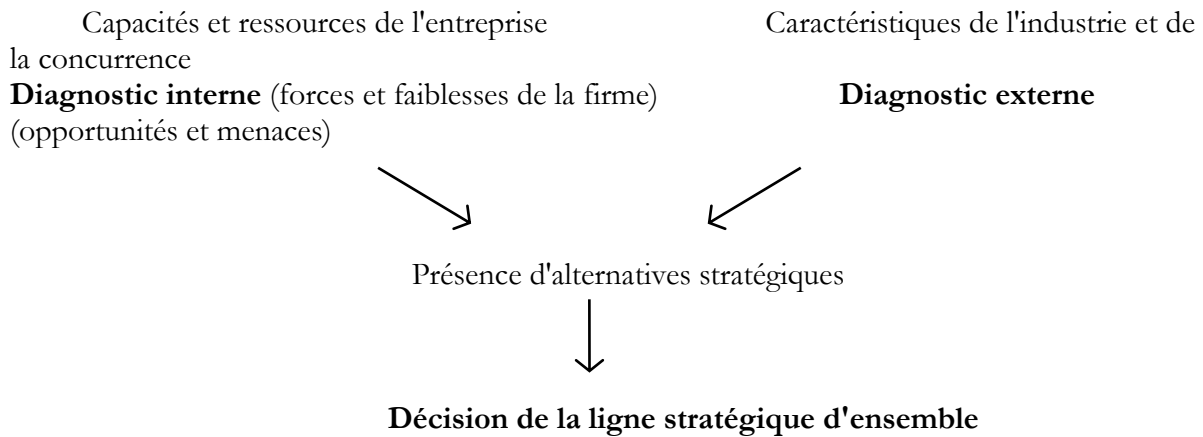 Capacités et ressources de l'entreprise Caractéristiques de l'industrie et de
la concurrence
Diagnostic interne (forces et faiblesses de la firme) Diagnostic externe
(opportunités et menaces)
Présence d'alternatives stratégiques
Décision de la ligne stratégique d'ensemble